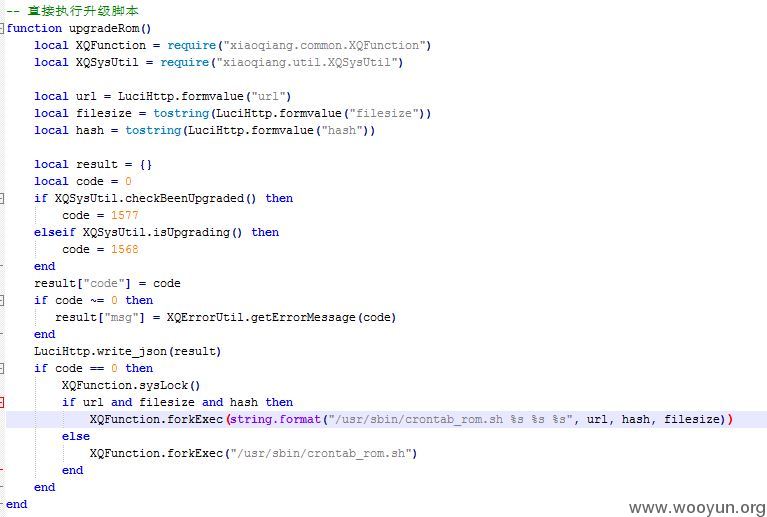 -- 直接执行升级脚本
function upgradeRom()
    local XQFunction = require("xiaoqiang.common.XQFunction")
    local XQSysUtil = require("xiaoqiang.util.XQSysUtil")

    local url = LuciHttp.formvalue("url")
    local filesize = tostring(LuciHttp.formvalue("filesize"))
    local hash = tostring(LuciHttp.formvalue("hash"))

    local result = {}
    local code = 0
    if XQSysUtil.checkBeenUpgraded() then
        code = 1577
    elseif XQSysUtil.isUpgrading() then
        code = 1568
    end
    result["code"] = code
    if code ~= 0 then
       result["msg"] = XQErrorUtil.getErrorMessage(code)
    end
    LuciHttp.write_json(result)
    if code == 0 then
        XQFunction.sysLock()
        if url and filesize and hash then
            XQFunction.forkExec(string.format("/usr/sbin/crontab_rom.sh %s %s %s", url, hash, filesize))
        else
            XQFunction.forkExec("/usr/sbin/crontab_rom.sh")
        end
    end
end
www.wooyun.org